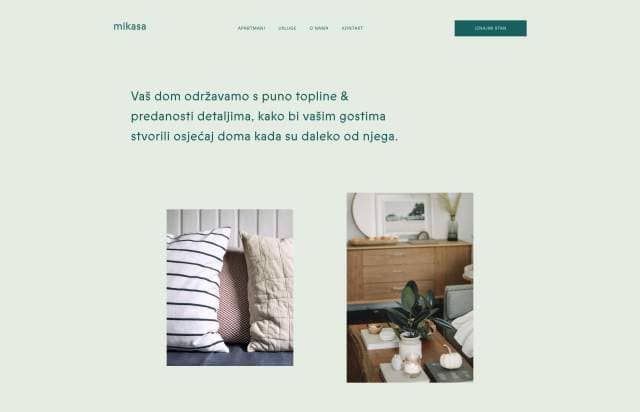 mikasa
APARTMANI USLUGE O NAMA KONTAKT
IZNAJMI STAN
Vaš dom održavamo s puno topline &
predanosti detaljima, kako bi vašim gostima
stvorili osjećaj doma kada su daleko od njega.